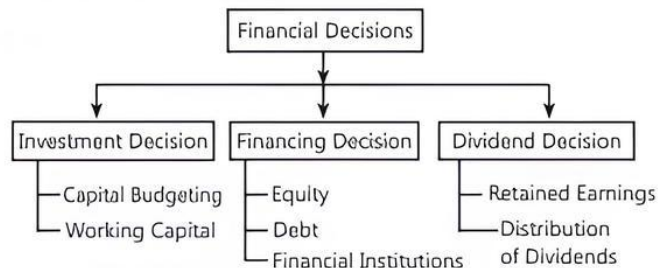 Financial Decisions
Investment Decision
Financing Decision
Dividend Decision
Capital Budgeting
Working Capital
Equity
Debt
Financial Institutions
Retained Earnings
Distribution
of Dividends